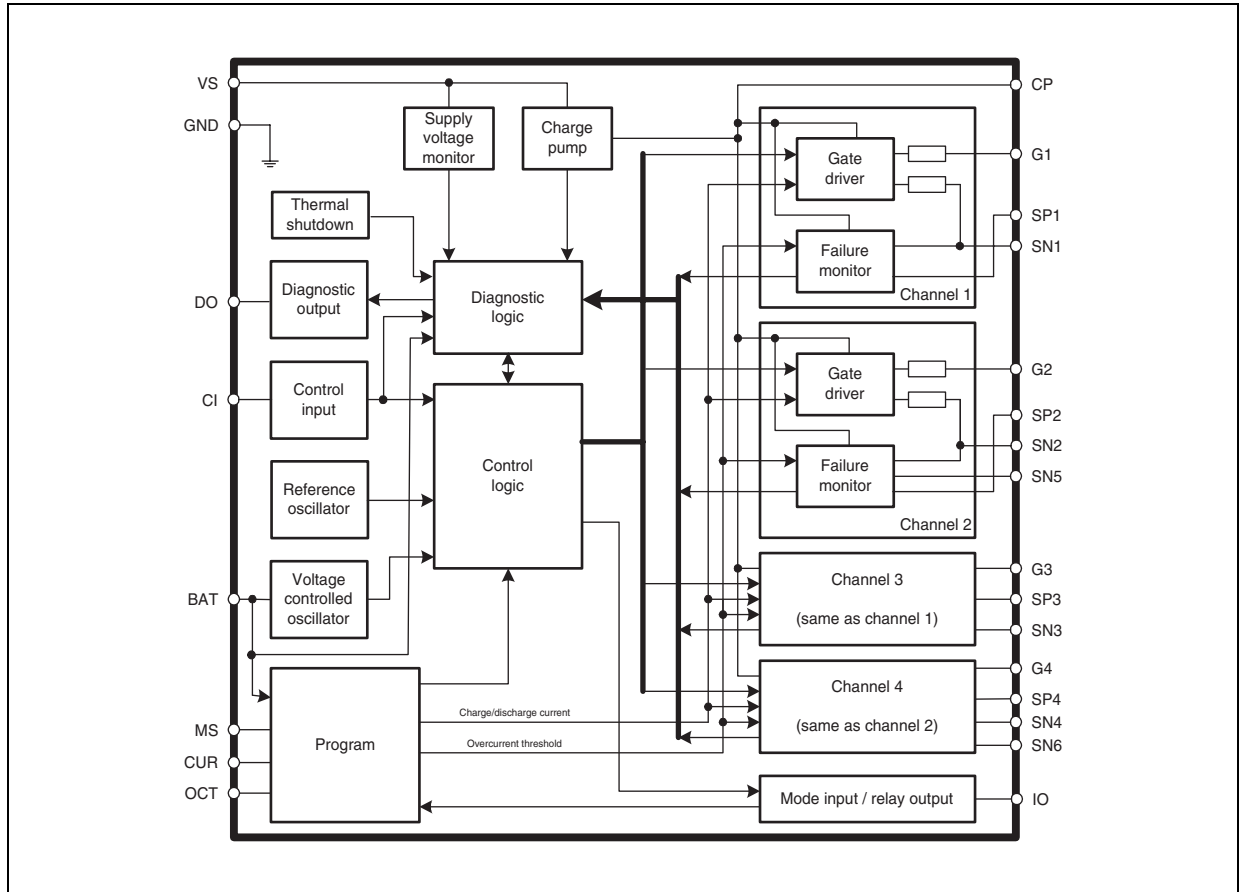 VS
GND
DO
CI
BAT
MS
CUR
OCT
Supply
voltage
monitor
Charge
pump
Thermal
shutdown
Diagnostic
output
Diagnostic
logic
Control
input
Control
logic
Reference
oscillator
Voltage
controlled
oscillator
Program
Charge/discharge current
Overcurrent threshold
Gate
driver
Failure
monitor
Channel 1
Gate
driver
Failure
monitor
Channel 2
Channel 3
(same as channel 1)
Channel 4
(same as channel 2)
Mode input / relay output
CP
G1
SP1
SN1
G2
SP2
SN2
SN5
G3
SP3
SN3
G4
SP4
SN4
SN6
IO